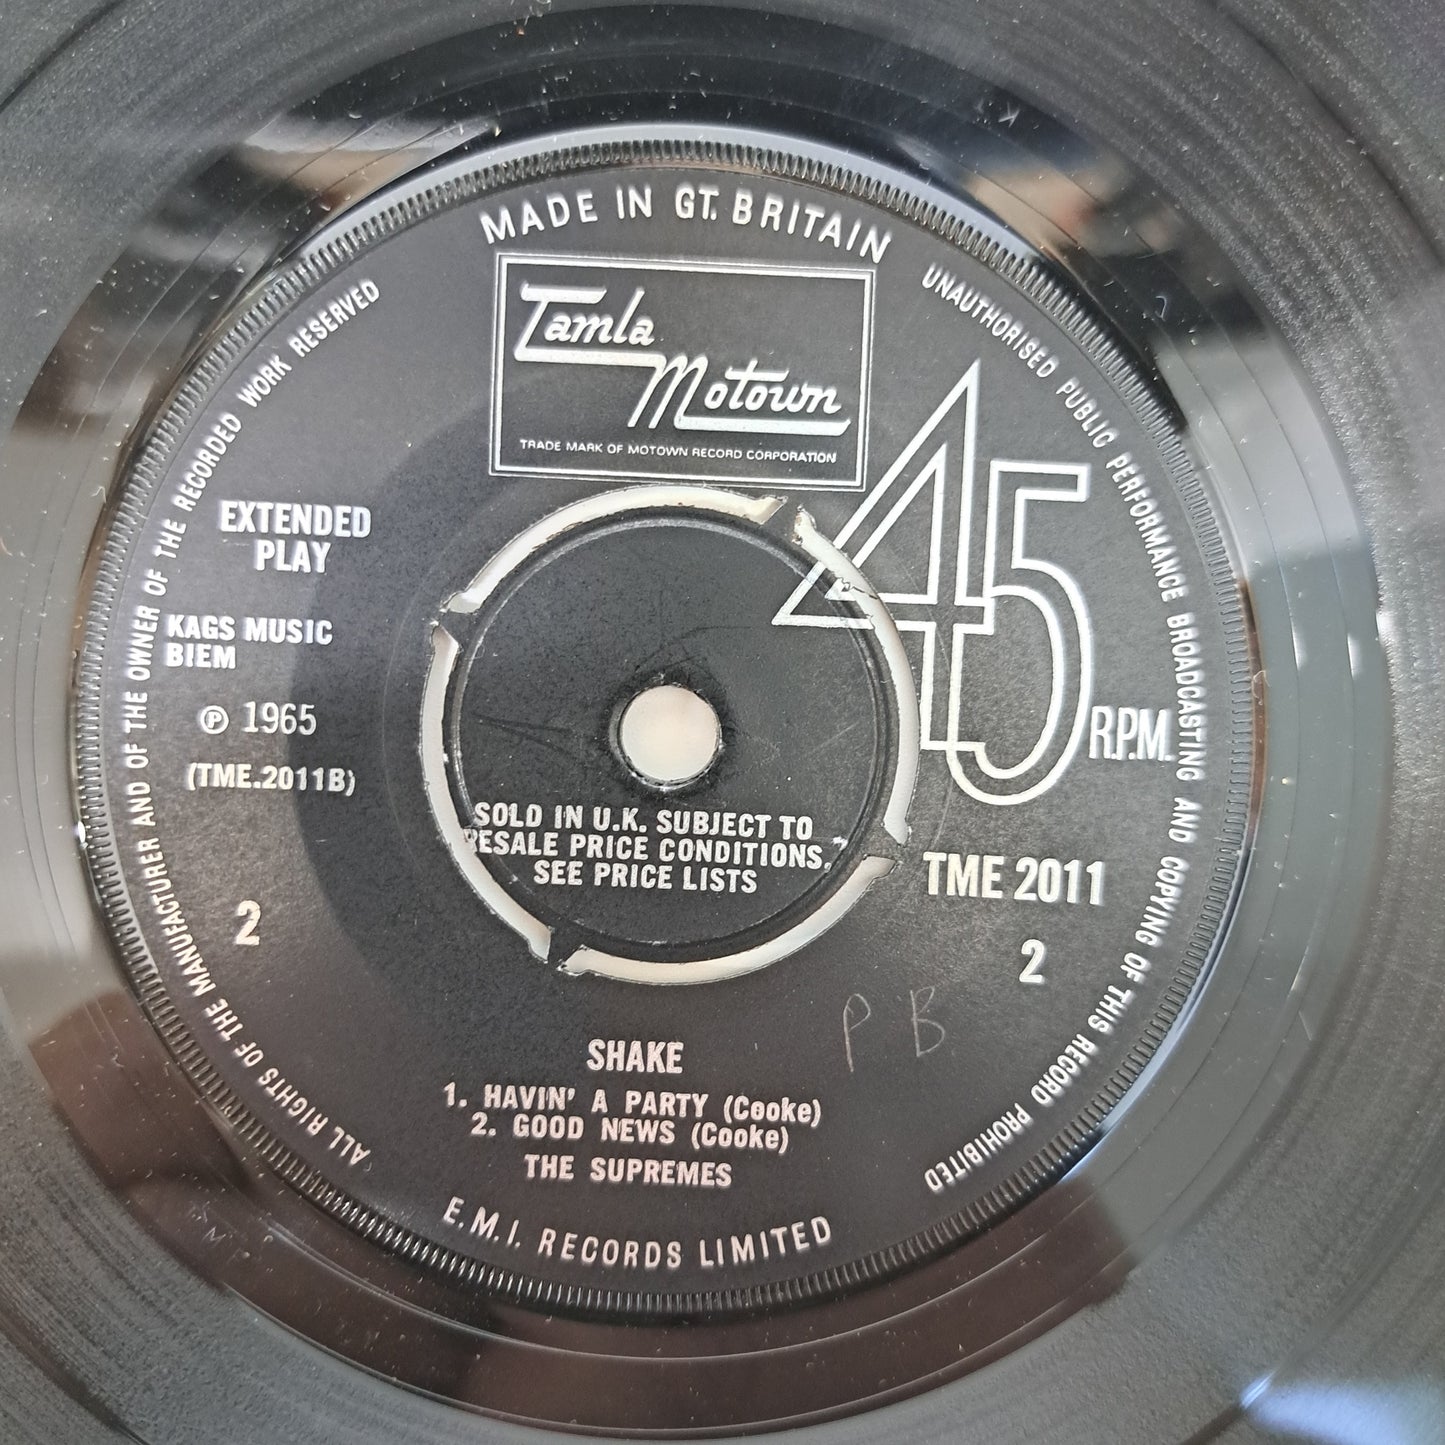 MADE IN GT. BRITAIN
Tamla
Motown
TRADE MARK OF MOTOWN RECORD CORPORATION
UNAUTHORISED PUBLIC PERFORMANCE BROADCASTING AND COPYING OF THIS RECORD PROHIBITED
ALL RIGHTS OF THE MANUFACTURER AND OF THE OWNER OF THE RECORDED WORK RESERVED
45
R.P.M.
EXTENDED
PLAY
KAGS MUSIC
BIEM
℗ 1965
(TME.2011B)
SOLD IN U.K. SUBJECT TO
RESALE PRICE CONDITIONS,
SEE PRICE LISTS
TME 2011
2
2
P B
SHAKE
1. HAVIN' A PARTY (Cooke)
2. GOOD NEWS (Cooke)
THE SUPREMES
E.M.I. RECORDS LIMITED